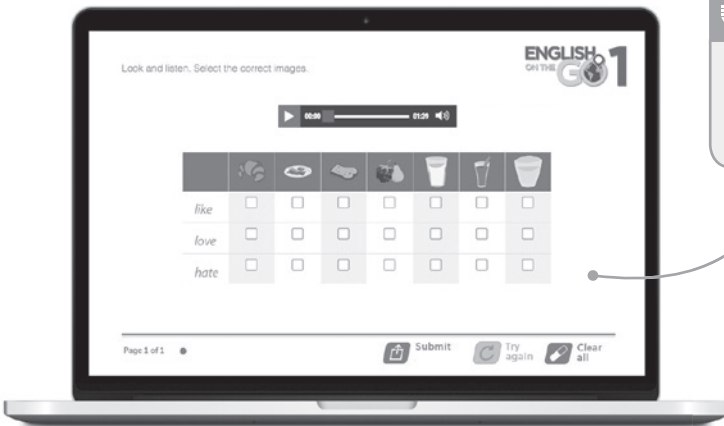 Look and listen. Select the correct images.
ENGLISH
ON THE
GO 1
00:00 01:29
like
love
hate
Page 1 of 1
Submit
Try
again
Clear
all